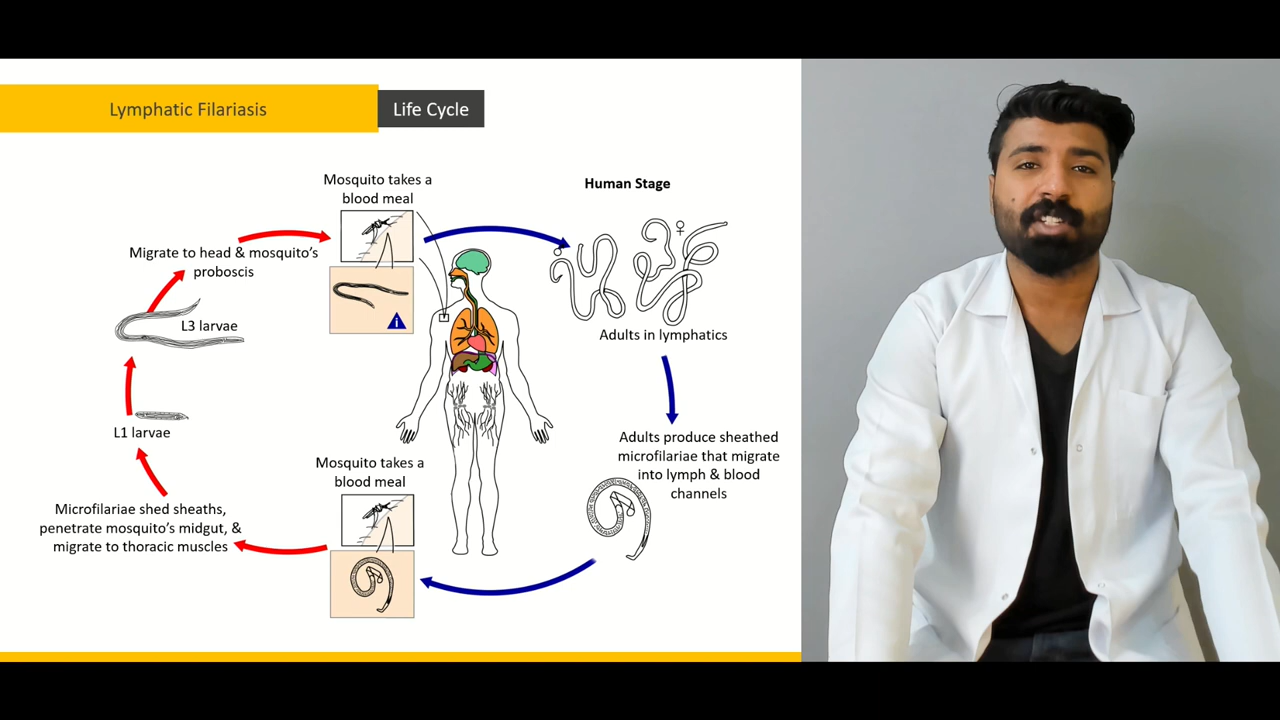 Lymphatic Filariasis
Life Cycle
Mosquito takes a
blood meal
Human Stage
Migrate to head & mosquito's
proboscis
L3 larvae
i
♂
♀
Adults in lymphatics
L1 larvae
Adults produce sheathed
microfilariae that migrate
into lymph & blood
channels
Mosquito takes a
blood meal
Microfilariae shed sheaths,
penetrate mosquito's midgut, &
migrate to thoracic muscles